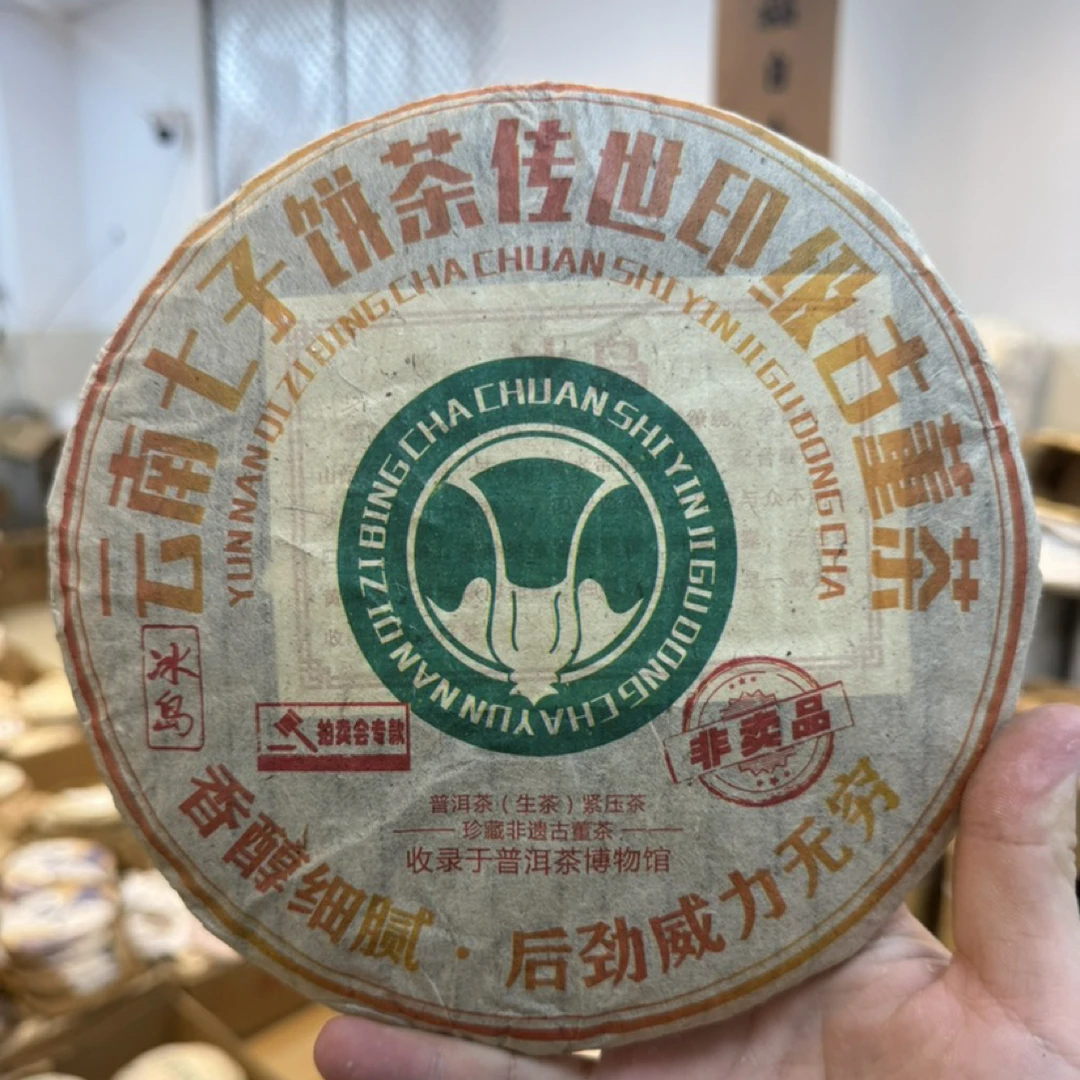 云南七子饼茶传世印级古董茶
YUNNAN QI ZI BING CHA CHUAN SHI YIN JI GU DONG CHA
YUNNAN QI ZI BING CHA CHUAN SHI YIN JI GU DONG CHA
冰岛
拍卖会专款
非卖品
普洱茶（生茶）紧压茶
珍藏非遗古董茶
收录于普洱茶博物馆
香醇细腻·后劲威力无穷